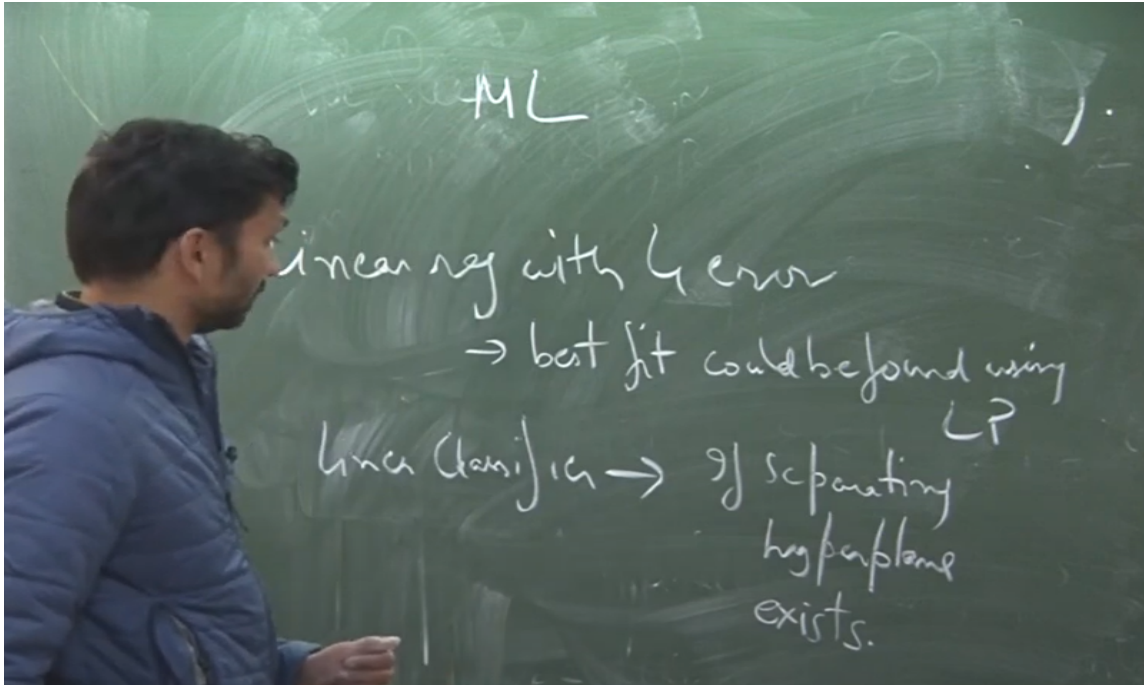 ML
inear reg with L₁ error
→ best fit could be found using
LP
linear Classifier → If separating
hyperplane
exists.